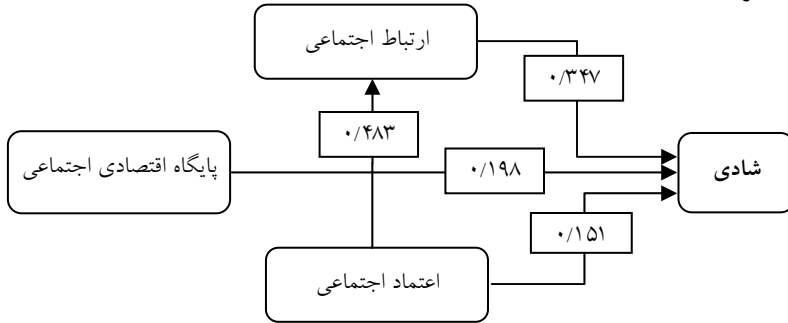 ارتباط اجتماعی
۰/۳۴۷
۰/۴۸۳
پایگاه اقتصادی اجتماعی
۰/۱۹۸
شادی
۰/۱۵۱
اعتماد اجتماعی